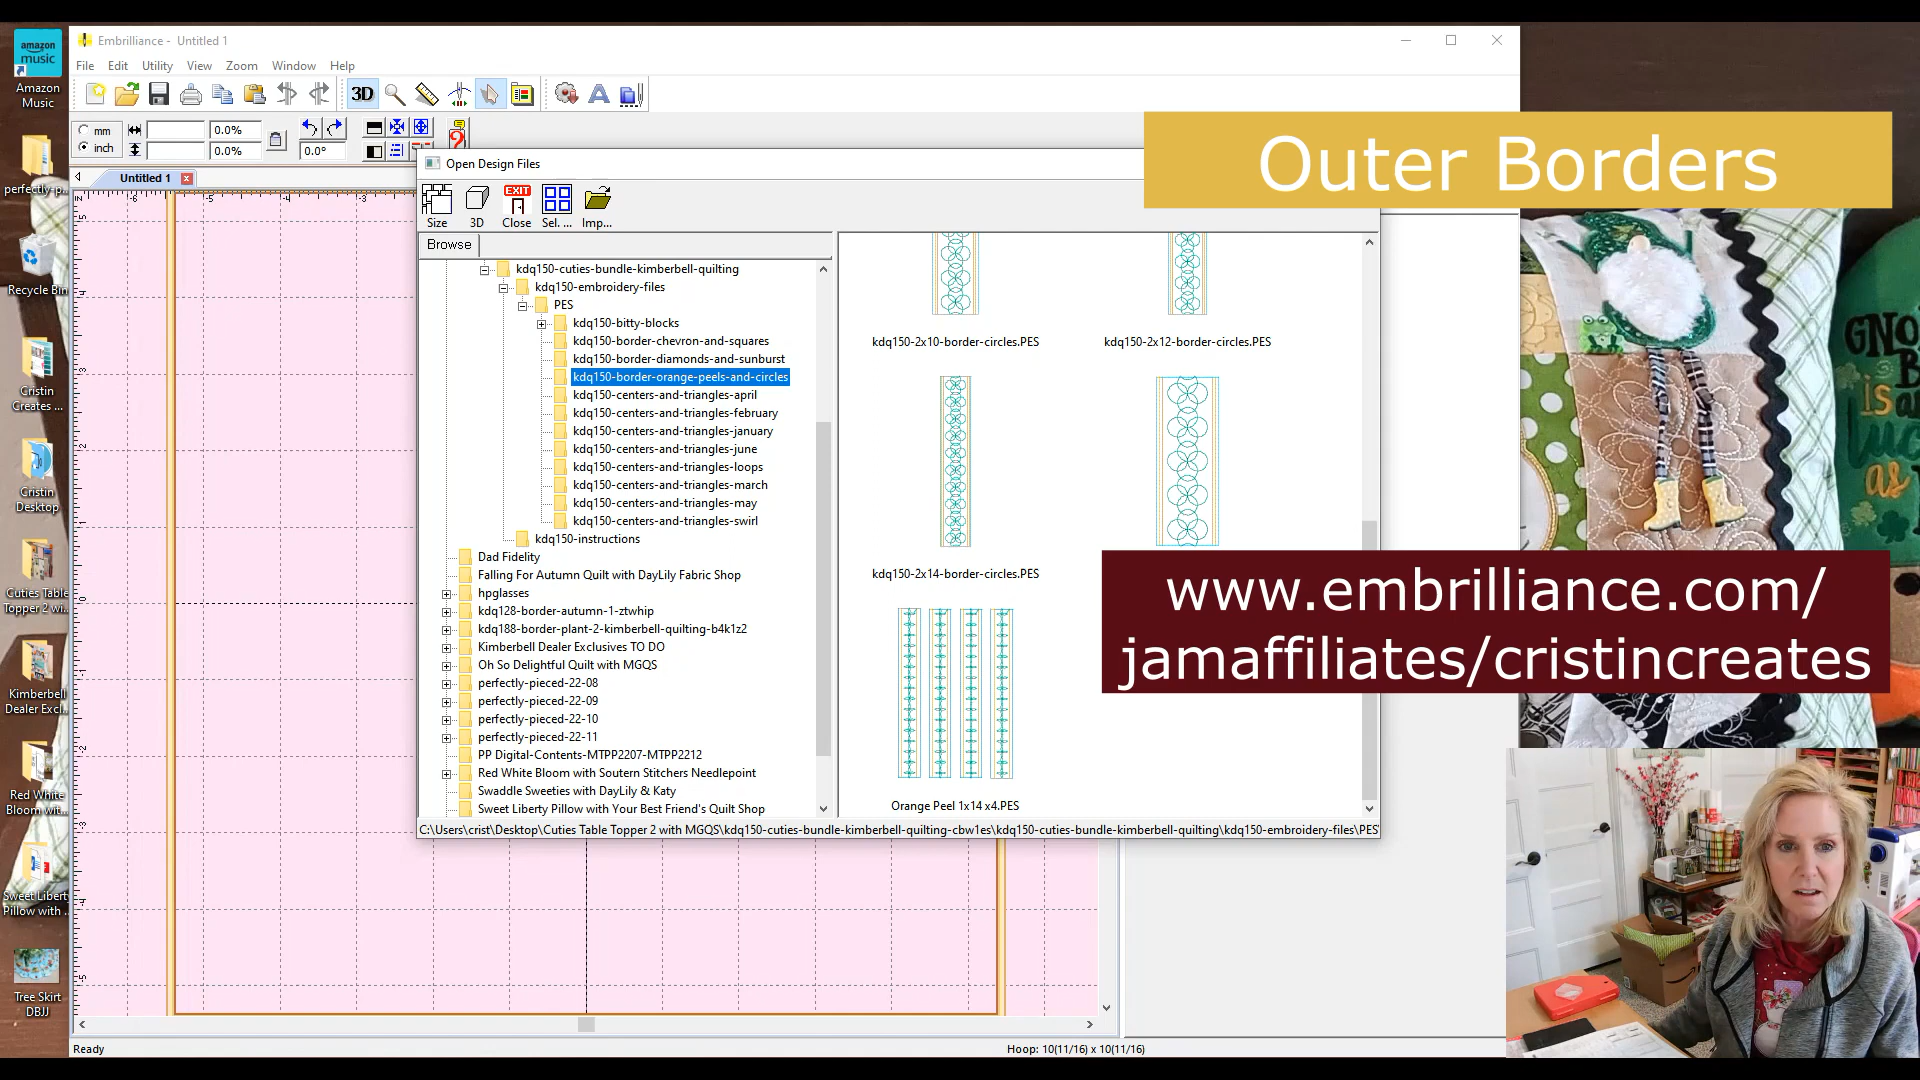 amazon
music
Amazon
Music
perfectly-p...
Recycle Bin
Cristin
Creates ...
Cristin
Desktop
Cuties Table
Topper 2 wi...
Kimberbell
Dealer Excl...
Red White
Bloom wit...
Sweet Liberty
Pillow with ...
Tree Skirt
DBJJ
Embrilliance - Untitled 1
File Edit Utility View Zoom Window Help
3D
mm
inch
0.0%
0.0%
0.0°
Untitled 1
Outer Borders
Open Design Files
EXIT
Size 3D Close Sel. ... Imp...
Browse
kdq150-cuties-bundle-kimberbell-quilting
kdq150-embroidery-files
PES
kdq150-bitty-blocks
kdq150-border-chevron-and-squares
kdq150-border-diamonds-and-sunburst
kdq150-border-orange-peels-and-circles
kdq150-centers-and-triangles-april
kdq150-centers-and-triangles-february
kdq150-centers-and-triangles-january
kdq150-centers-and-triangles-june
kdq150-centers-and-triangles-loops
kdq150-centers-and-triangles-march
kdq150-centers-and-triangles-may
kdq150-centers-and-triangles-swirl
kdq150-instructions
Dad Fidelity
Falling For Autumn Quilt with DayLily Fabric Shop
hpglasses
kdq128-border-autumn-1-ztwhip
kdq188-border-plant-2-kimberbell-quilting-b4k1z2
Kimberbell Dealer Exclusives TO DO
Oh So Delightful Quilt with MGQS
perfectly-pieced-22-08
perfectly-pieced-22-09
perfectly-pieced-22-10
perfectly-pieced-22-11
PP Digital-Contents-MTPP2207-MTPP2212
Red White Bloom with Soutern Stitchers Needlepoint
Swaddle Sweeties with DayLily & Katy
Sweet Liberty Pillow with Your Best Friend's Quilt Shop
kdq150-2x10-border-circles.PES
kdq150-2x12-border-circles.PES
kdq150-2x14-border-circles.PES
Orange Peel 1x14 x4.PES
C:\Users\crist\Desktop\Cuties Table Topper 2 with MGQS\kdq150-cuties-bundle-kimberbell-quilting-cbw1es\kdq150-cuties-bundle-kimberbell-quilting\kdq150-embroidery-files\PES
www.embrilliance.com/
jamaffiliates/cristincreates
Ready
Hoop: 10(11/16) x 10(11/16)